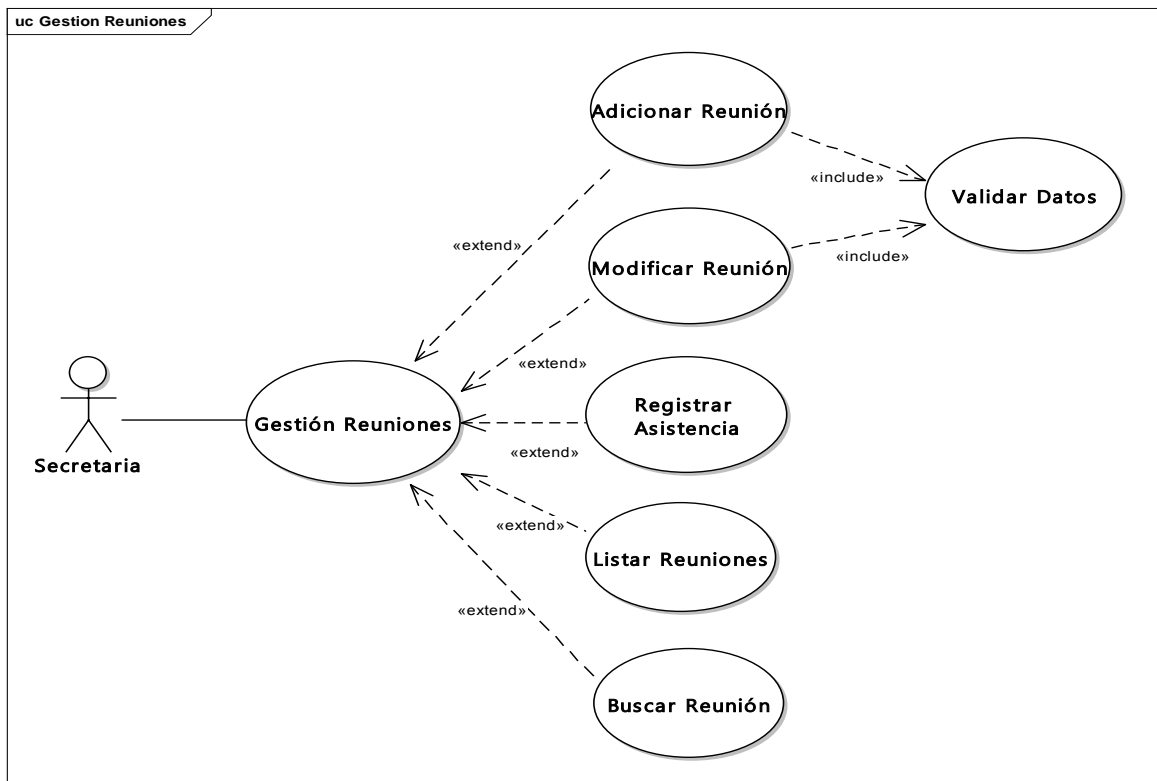 uc Gestion Reuniones
Adicionar Reunión
«include»
Validar Datos
«extend»
Modificar Reunión
«include»
«extend»
Gestión Reuniones
Registrar
Asistencia
«extend»
Secretaria
«extend»
Listar Reuniones
«extend»
Buscar Reunión